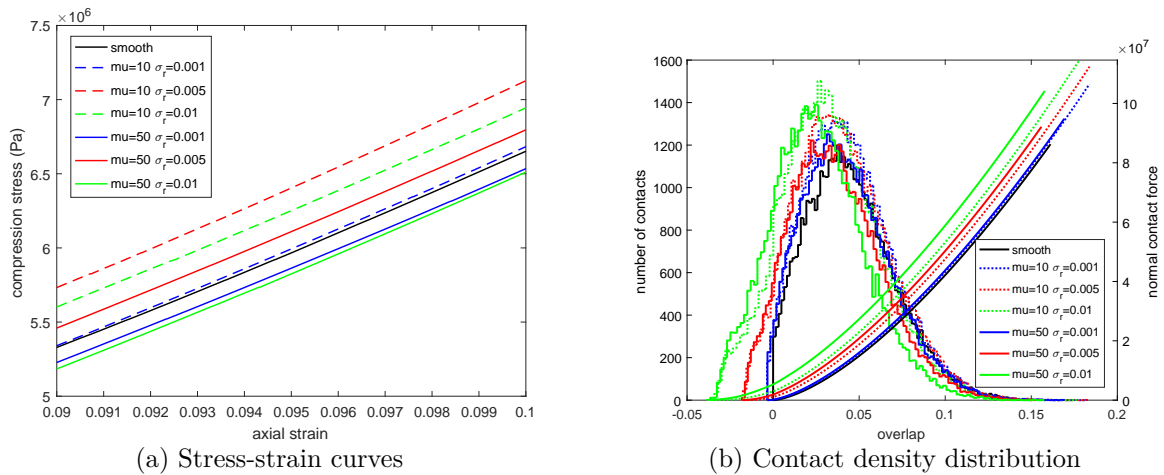 ×10⁶
7.5
7
6.5
6
5.5
5
compression stress (Pa)
smooth
mu=10 σᵣ=0.001
mu=10 σᵣ=0.005
mu=10 σᵣ=0.01
mu=50 σᵣ=0.001
mu=50 σᵣ=0.005
mu=50 σᵣ=0.01
0.09 0.091 0.092 0.093 0.094 0.095 0.096 0.097 0.098 0.099 0.1
axial strain
(a) Stress-strain curves
×10⁷
1600
1400
1200
1000
800
600
400
200
0
number of contacts
10
8
6
4
2
0
normal contact force
smooth
mu=10 σᵣ=0.001
mu=10 σᵣ=0.005
mu=10 σᵣ=0.01
mu=50 σᵣ=0.001
mu=50 σᵣ=0.005
mu=50 σᵣ=0.01
-0.05 0 0.05 0.1 0.15 0.2
overlap
(b) Contact density distribution